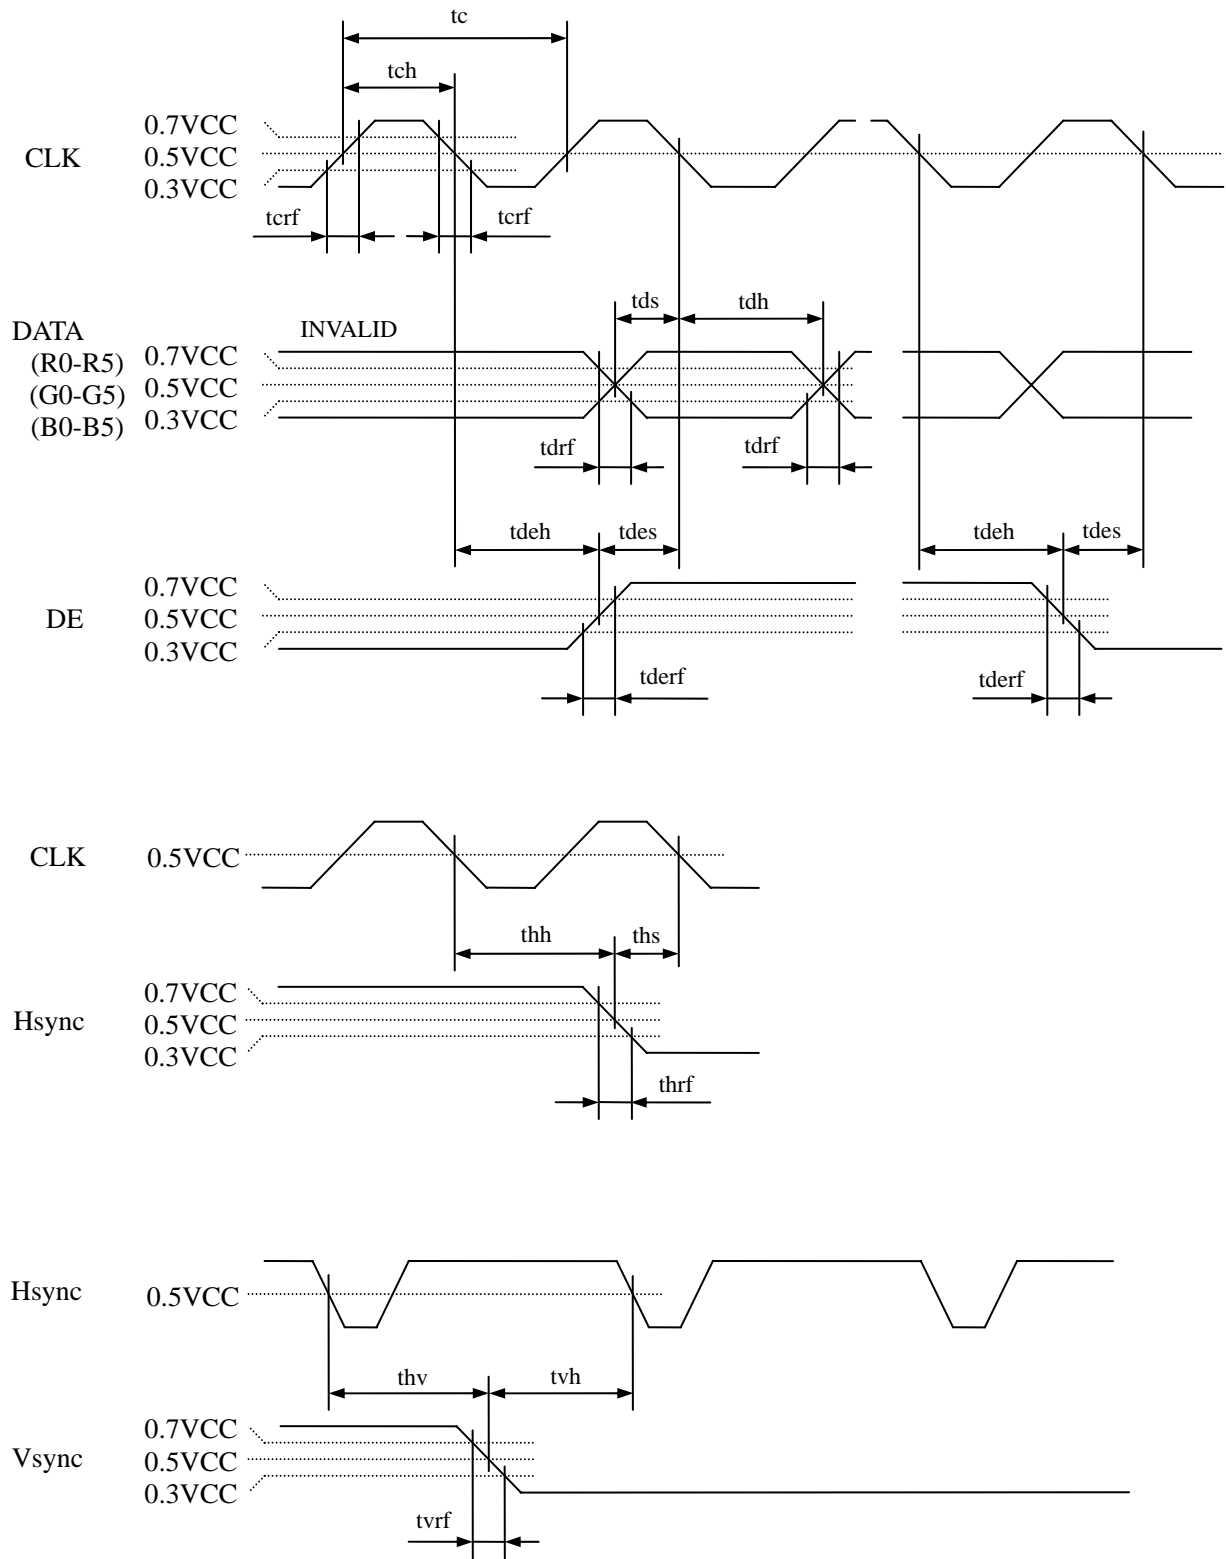 tc
tch
0.7VCC
CLK 0.5VCC
0.3VCC
tcrf tcrf
tds tdh
DATA INVALID
(R0-R5) 0.7VCC
(G0-G5) 0.5VCC
(B0-B5) 0.3VCC
tdrf tdrf
tdeh tdes tdeh tdes
0.7VCC
DE 0.5VCC
0.3VCC
tderf tderf
CLK 0.5VCC
thh ths
0.7VCC
Hsync 0.5VCC
0.3VCC
thrf
Hsync 0.5VCC
thv tvh
0.7VCC
Vsync 0.5VCC
0.3VCC
tvrf